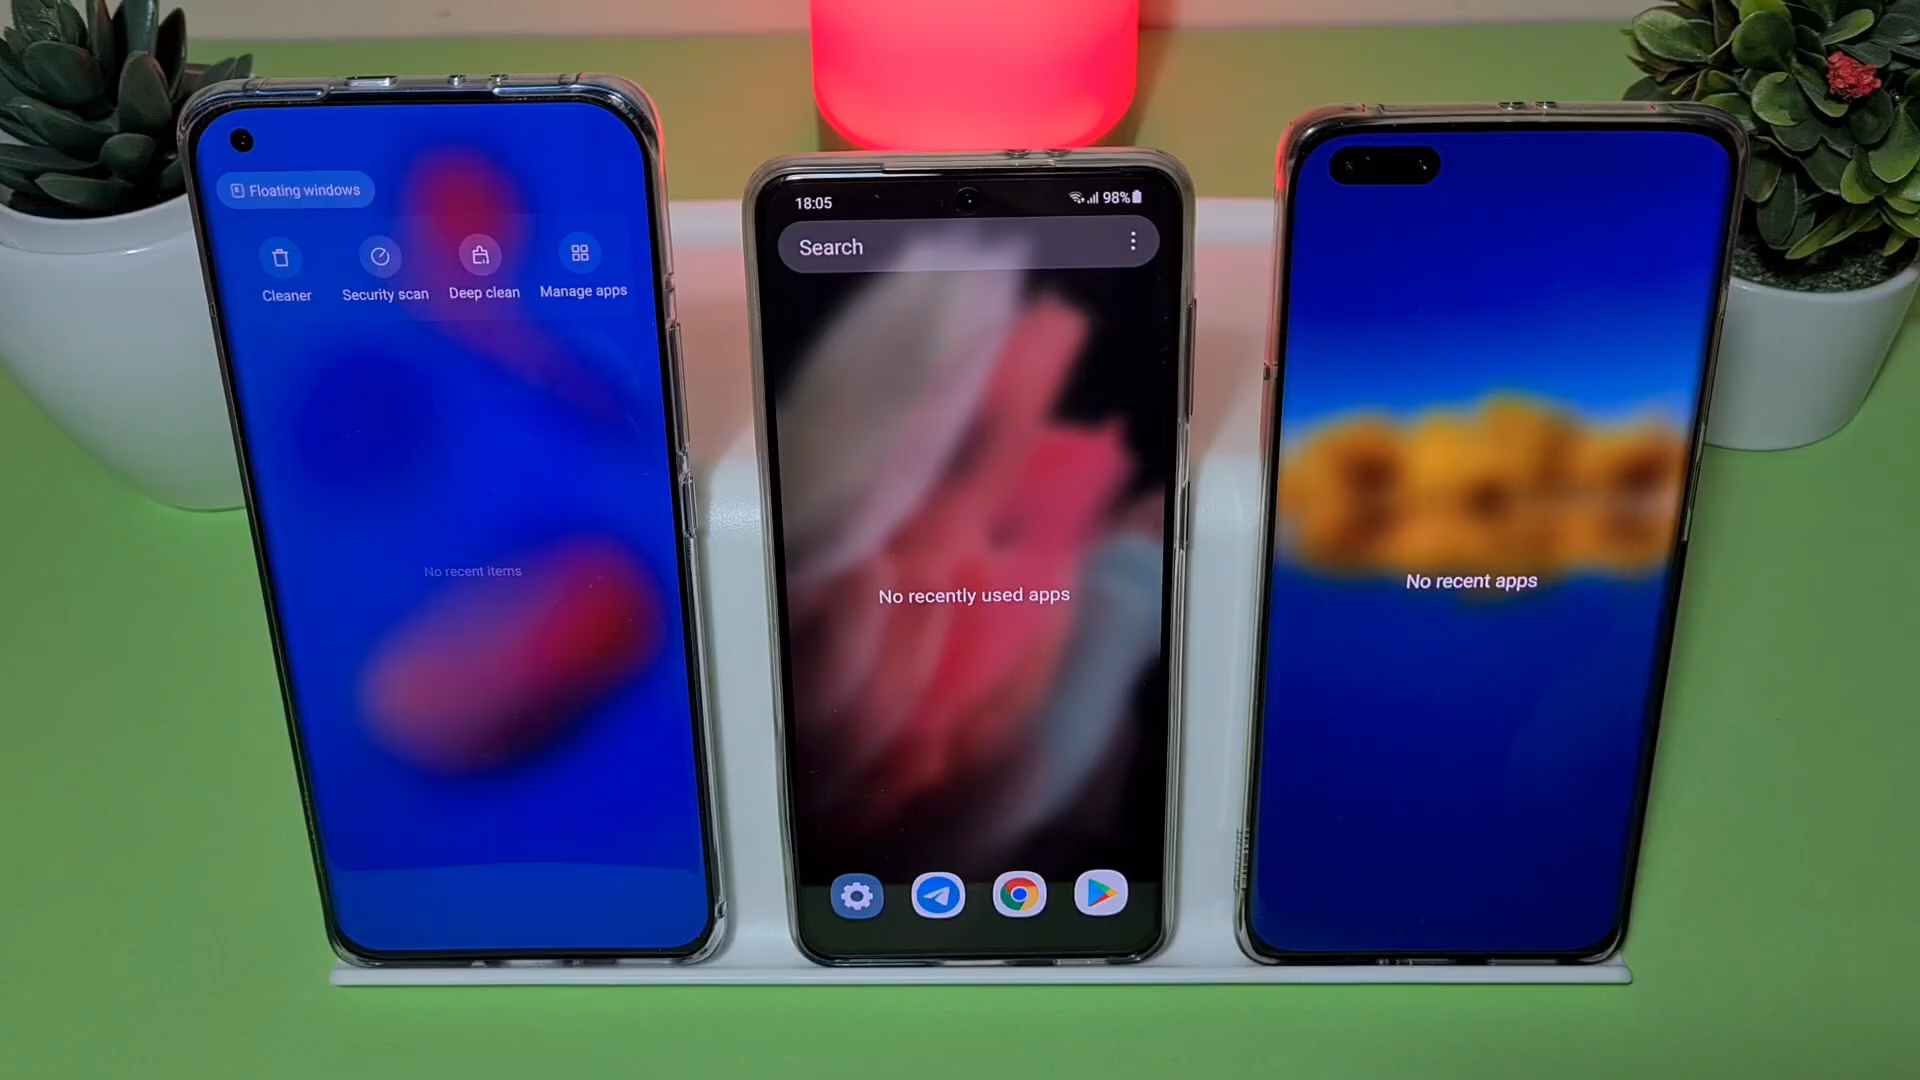 Floating windows
Cleaner
Security scan
Deep clean
Manage apps
No recent items
18:05
98%
Search
No recently used apps
No recent apps